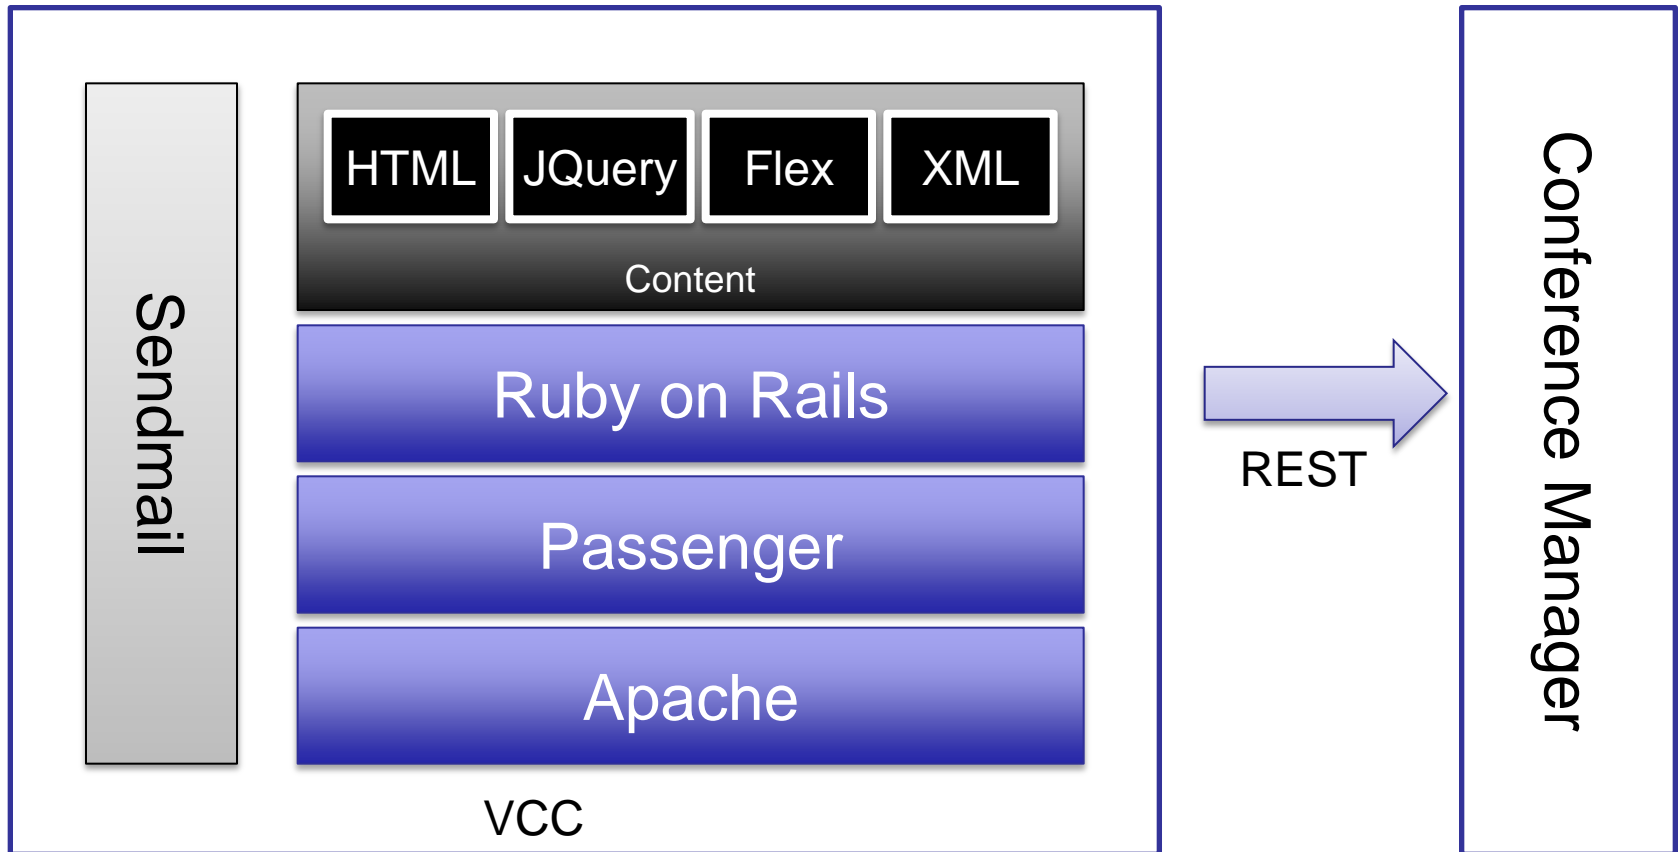 Sendmail
HTML
JQuery
Flex
XML
Content
Ruby on Rails
Passenger
Apache
VCC
REST
Conference Manager